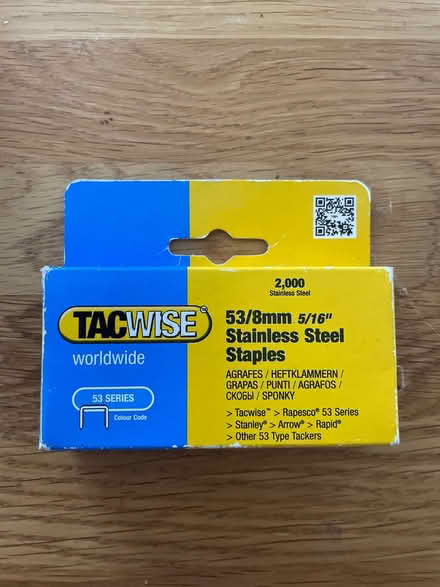 2,000
Stainless Steel
TACWISE™
worldwide
53 SERIES
Colour Code
53/8mm 5/16"
Stainless Steel
Staples
AGRAFES / HEFTKLAMMERN /
GRAPAS / PUNTI / AGRAFOS /
СКОБЫ / SPONKY
> Tacwise™ > Rapesco® 53 Series
> Stanley® > Arrow® > Rapid®
> Other 53 Type Tackers